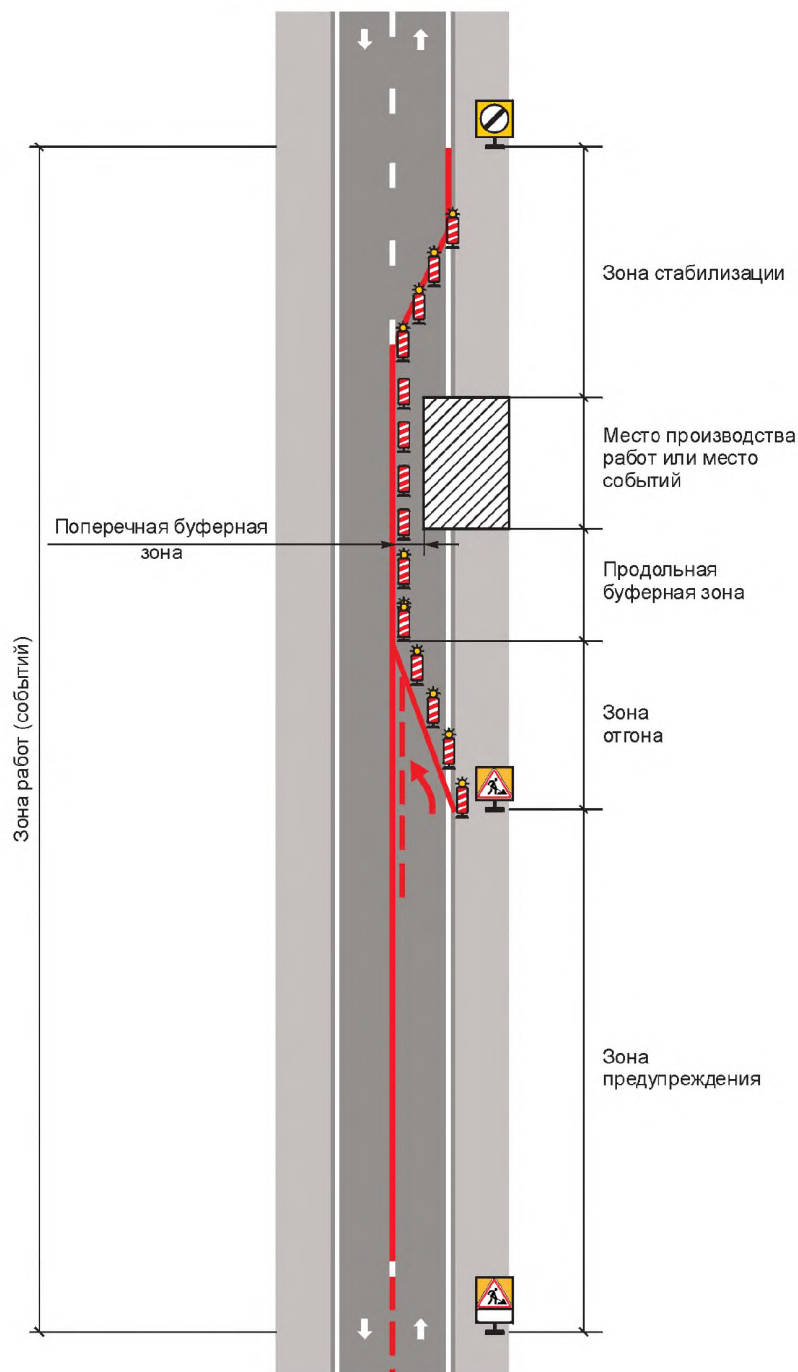 Зона стабилизации
Место производства
работ или место
событий
Поперечная буферная
зона
Продольная
буферная зона
Зона работ (событий)
Зона
отгона
Зона
предупреждения